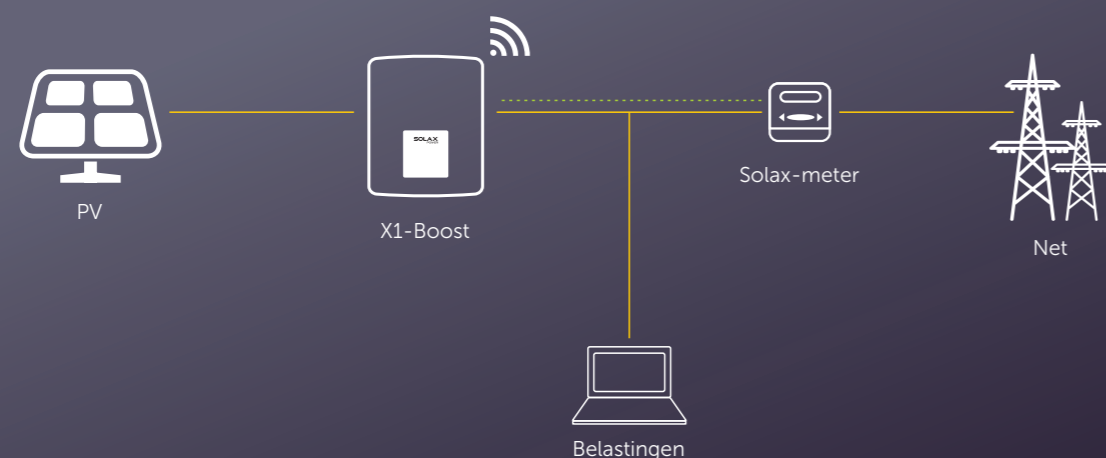 SOLAX
PV
X1-Boost
Solax-meter
Net
Belastingen